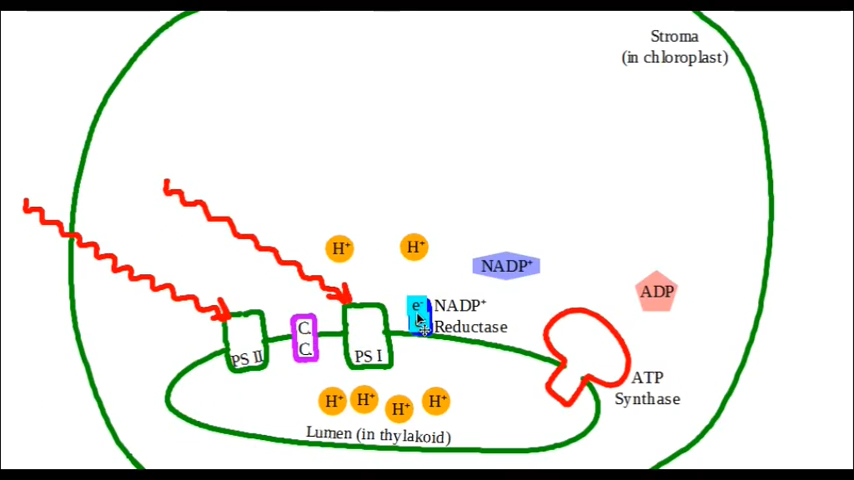 Stroma
(in chloroplast)
H⁺
H⁺
NADP⁺
ADP
e⁻
NADP⁺
Reductase
C.
C.
PS II
PS I
ATP
Synthase
H⁺
H⁺
H⁺
H⁺
Lumen (in thylakoid)